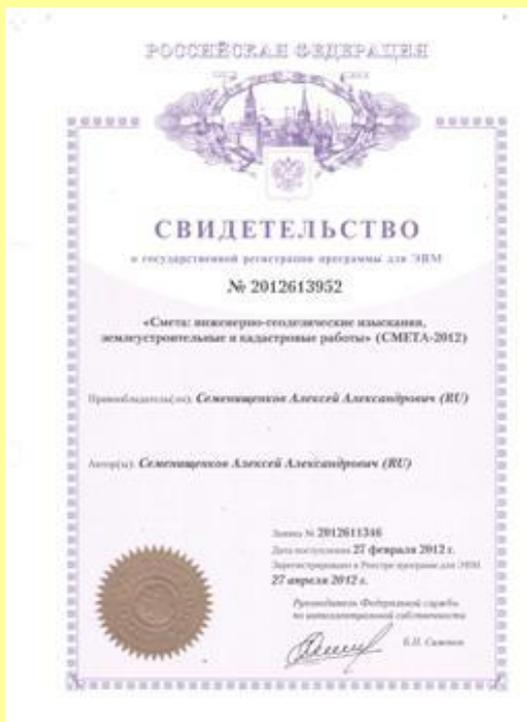 РОССИЙСКАЯ ФЕДЕРАЦИЯ
СВИДЕТЕЛЬСТВО
о государственной регистрации программы для ЭВМ
№ 2012613952
«Смета: инженерно-геодезические изыскания,
землеустроительные и кадастровые работы» (СМЕТА-2012)
Правообладатель(ли): Семенищенков Алексей Александрович (RU)
Автор(ы): Семенищенков Алексей Александрович (RU)
Заявка № 2012611346
Дата поступления 27 февраля 2012 г.
Зарегистрировано в Реестре программ для ЭВМ
27 апреля 2012 г.
Руководитель Федеральной службы
по интеллектуальной собственности
Б.П. Симонов